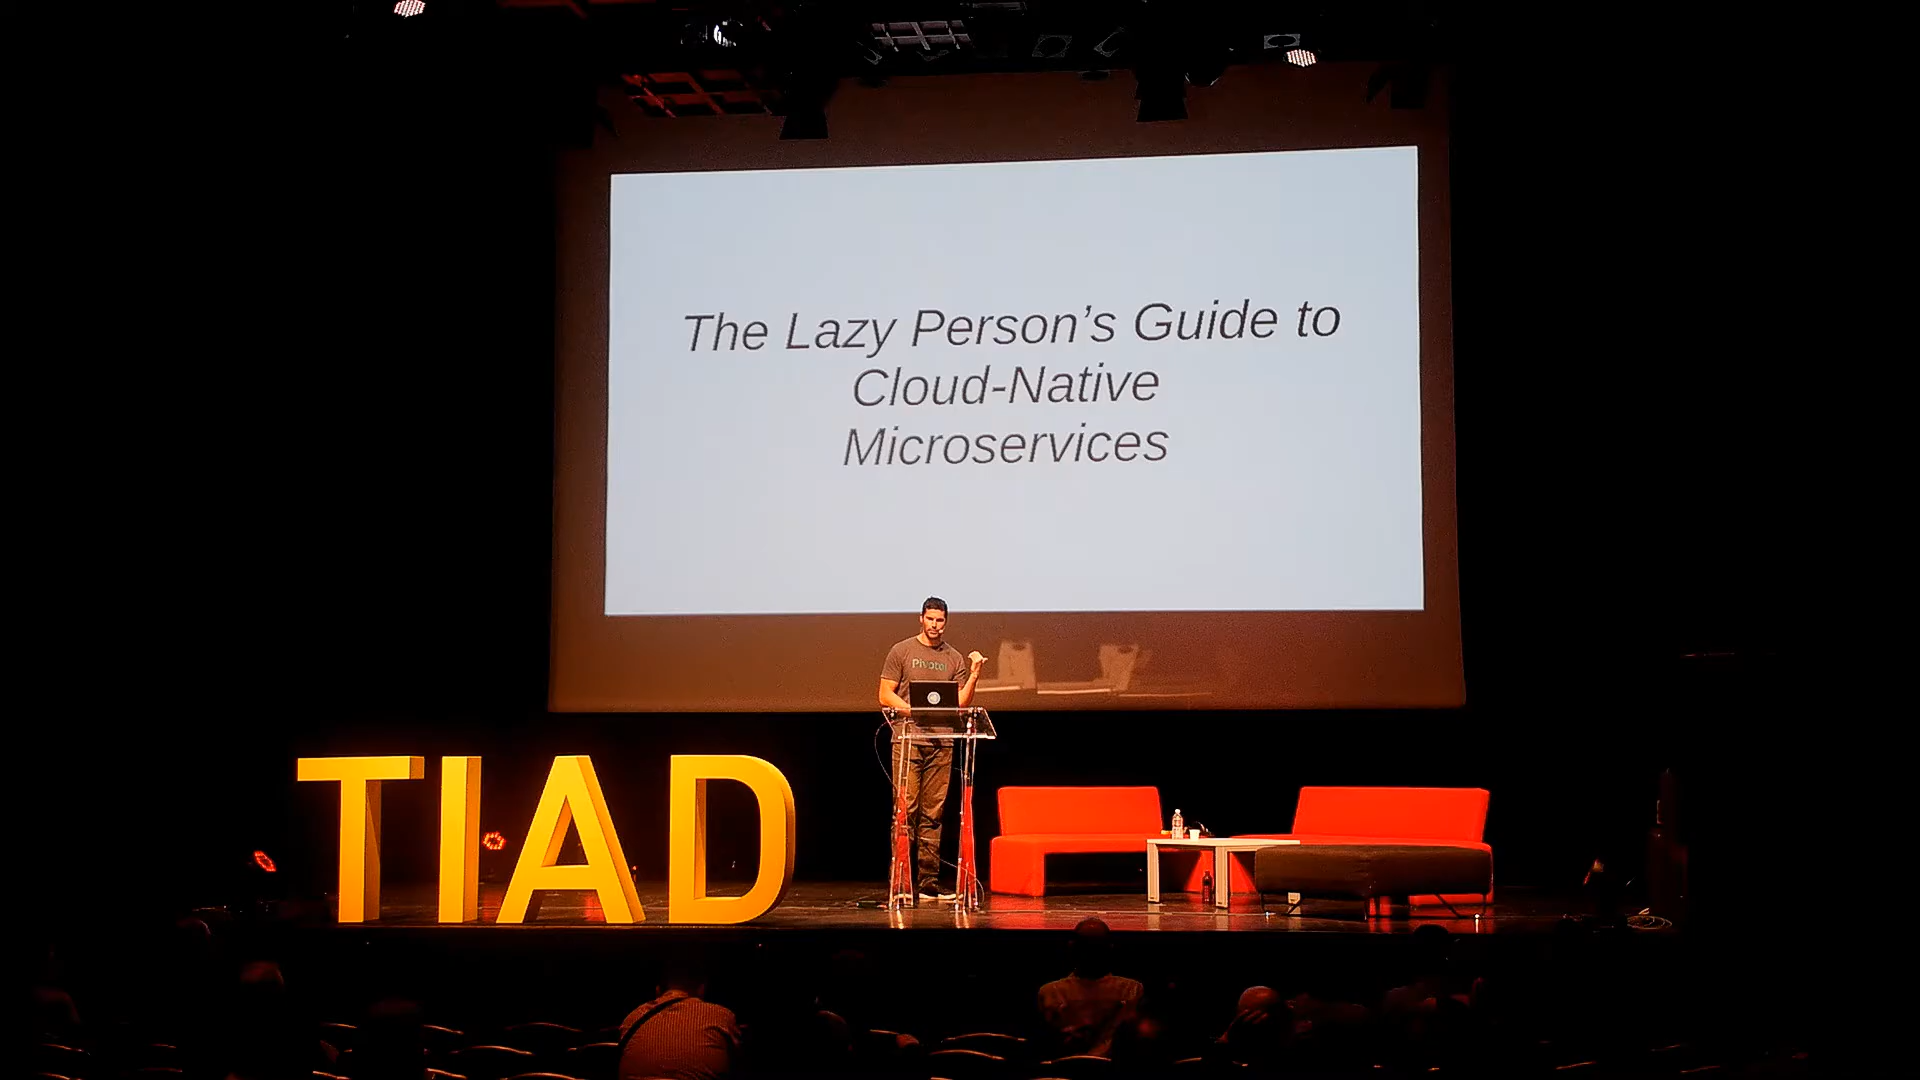 The Lazy Person’s Guide to
Cloud-Native
Microservices
Pivotal
TIAD